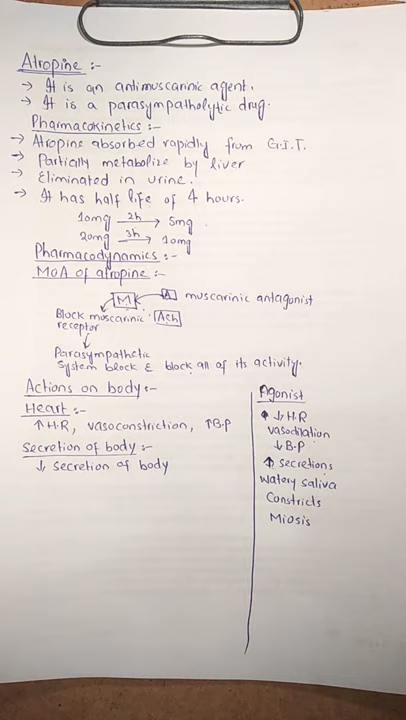 Atropine :-
→ It is an antimuscarinic agent.
→ It is a parasympatholytic drug.
Pharmacokinetics :-
→ Atropine absorbed rapidly from G.I.T.
→ Partially metabolize by liver
→ Eliminated in urine.
→ It has half life of 4 hours.
10mg 2h→ 5mg
20mg 3h→ 10mg
Pharmacodynamics :-
MOA of atropine :-
M A muscarinic antagonist
Block muscarinic Ach
receptor
↓
Parasympathetic
System block & block all of its activity.
Actions on body :-
Heart :-
↑ H.R, vasoconstriction, ↑B.P
Secretion of body :-
↓ secretion of body
Agonist
↓ H.R
vasodilation
↓ B.P
↑ secretions
watery saliva
Constricts
Miosis